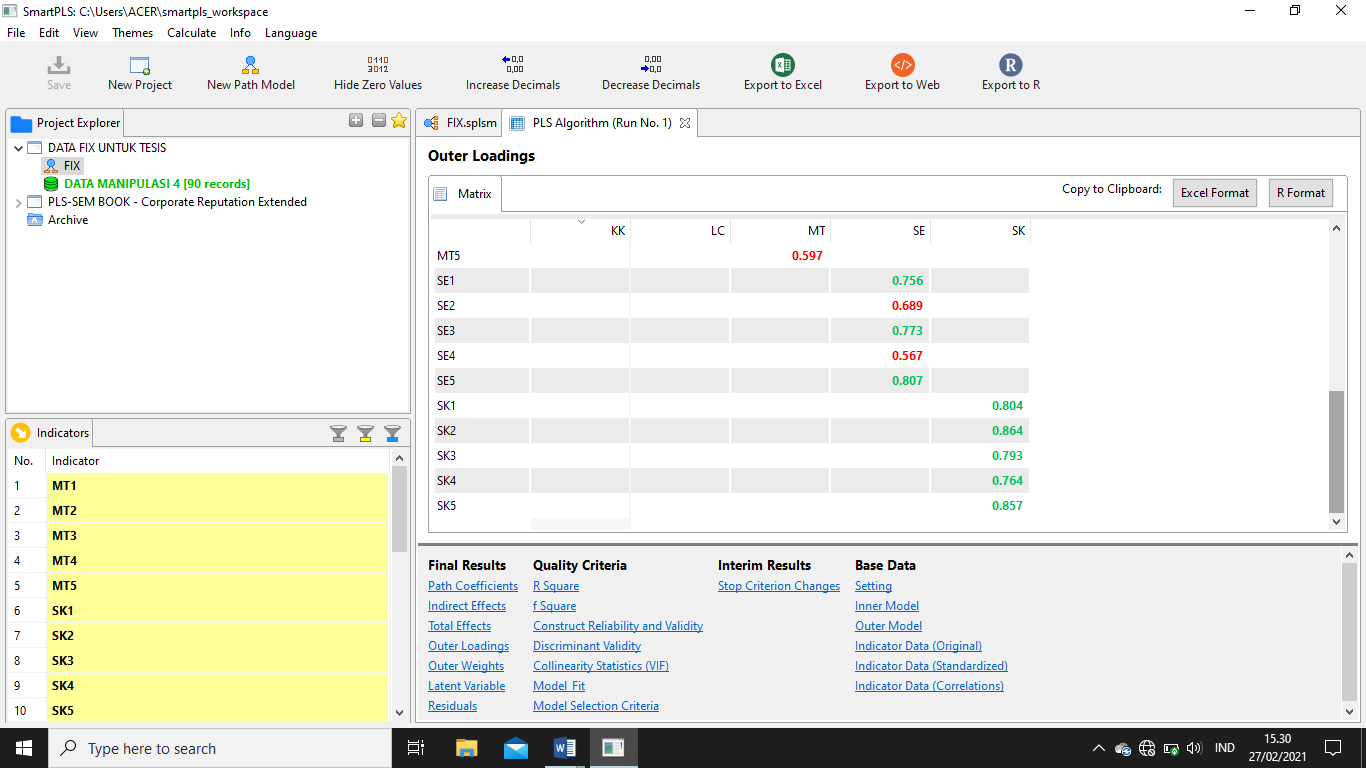 SmartPLS: C:\Users\ACER\smartpls_workspace
File Edit View Themes Calculate Info Language
Save New Project New Path Model Hide Zero Values Increase Decimals Decrease Decimals Export to Excel Export to Web Export to R
Project Explorer
DATA FIX UNTUK TESIS
FIX
DATA MANIPULASI 4 [90 records]
PLS-SEM BOOK - Corporate Reputation Extended
Archive
Indicators
No. Indicator
1 MT1
2 MT2
3 MT3
4 MT4
5 MT5
6 SK1
7 SK2
8 SK3
9 SK4
10 SK5
FIX.splsm PLS Algorithm (Run No. 1)
Outer Loadings
Matrix Copy to Clipboard: Excel Format R Format
KK LC MT SE SK
MT5 0.597
SE1 0.756
SE2 0.689
SE3 0.773
SE4 0.567
SE5 0.807
SK1 0.804
SK2 0.864
SK3 0.793
SK4 0.764
SK5 0.857
Final Results Quality Criteria Interim Results Base Data
Path Coefficients R Square Stop Criterion Changes Setting
Indirect Effects f Square Inner Model
Total Effects Construct Reliability and Validity Outer Model
Outer Loadings Discriminant Validity Indicator Data (Original)
Outer Weights Collinearity Statistics (VIF) Indicator Data (Standardized)
Latent Variable Model_Fit Indicator Data (Correlations)
Residuals Model Selection Criteria
Type here to search
IND
15.30
27/02/2021